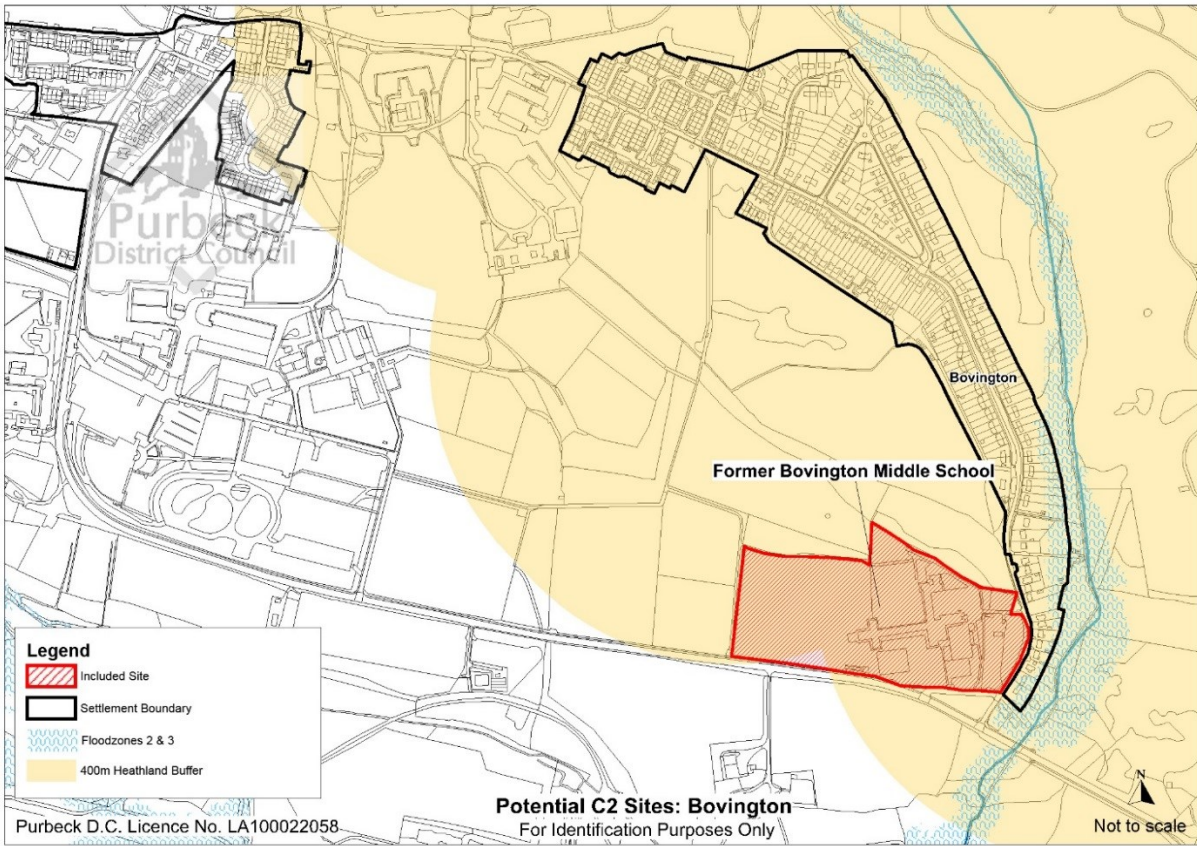 Purbeck
District Council
Bovington
Former Bovington Middle School
Legend
Included Site
Settlement Boundary
Floodzones 2 & 3
400m Heathland Buffer
Potential C2 Sites: Bovington
For Identification Purposes Only
Purbeck D.C. Licence No. LA100022058
N
Not to scale